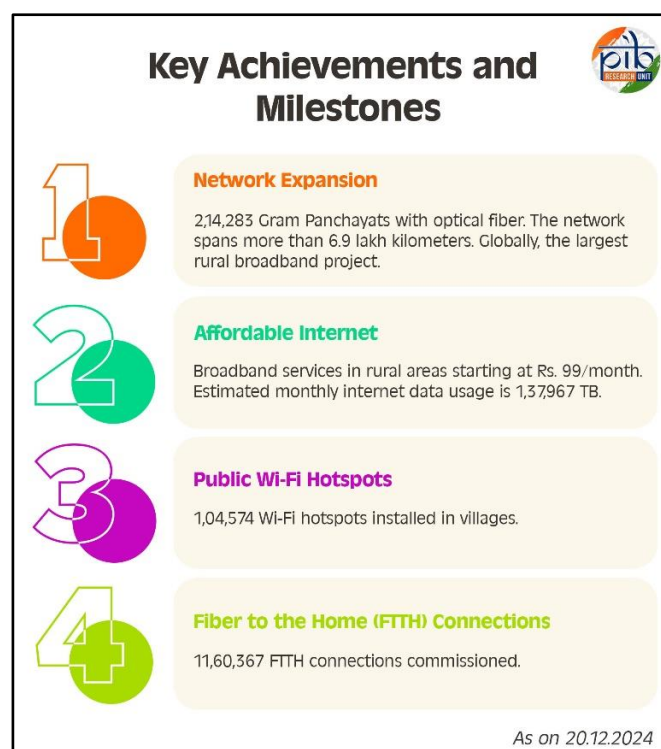 Key Achievements and
Milestones
pib
RESEARCH UNIT
1
Network Expansion
2,14,283 Gram Panchayats with optical fiber. The network
spans more than 6.9 lakh kilometers. Globally, the largest
rural broadband project.
2
Affordable Internet
Broadband services in rural areas starting at Rs. 99/month.
Estimated monthly internet data usage is 1,37,967 TB.
3
Public Wi-Fi Hotspots
1,04,574 Wi-Fi hotspots installed in villages.
4
Fiber to the Home (FTTH) Connections
11,60,367 FTTH connections commissioned.
As on 20.12.2024